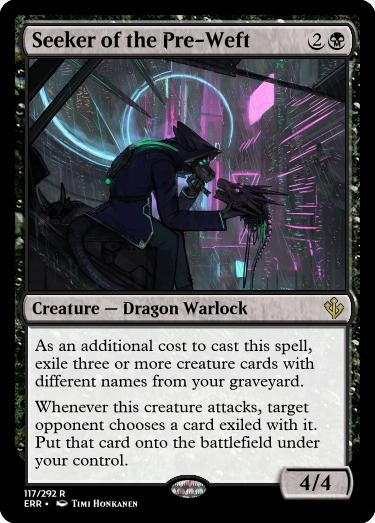 Seeker of the Pre-Weft 2
Creature — Dragon Warlock
As an additional cost to cast this spell,
exile three or more creature cards with
different names from your graveyard.
Whenever this creature attacks, target
opponent chooses a card exiled with it.
Put that card onto the battlefield under
your control.
4/4
117/292 R
ERR • Timi Honkanen